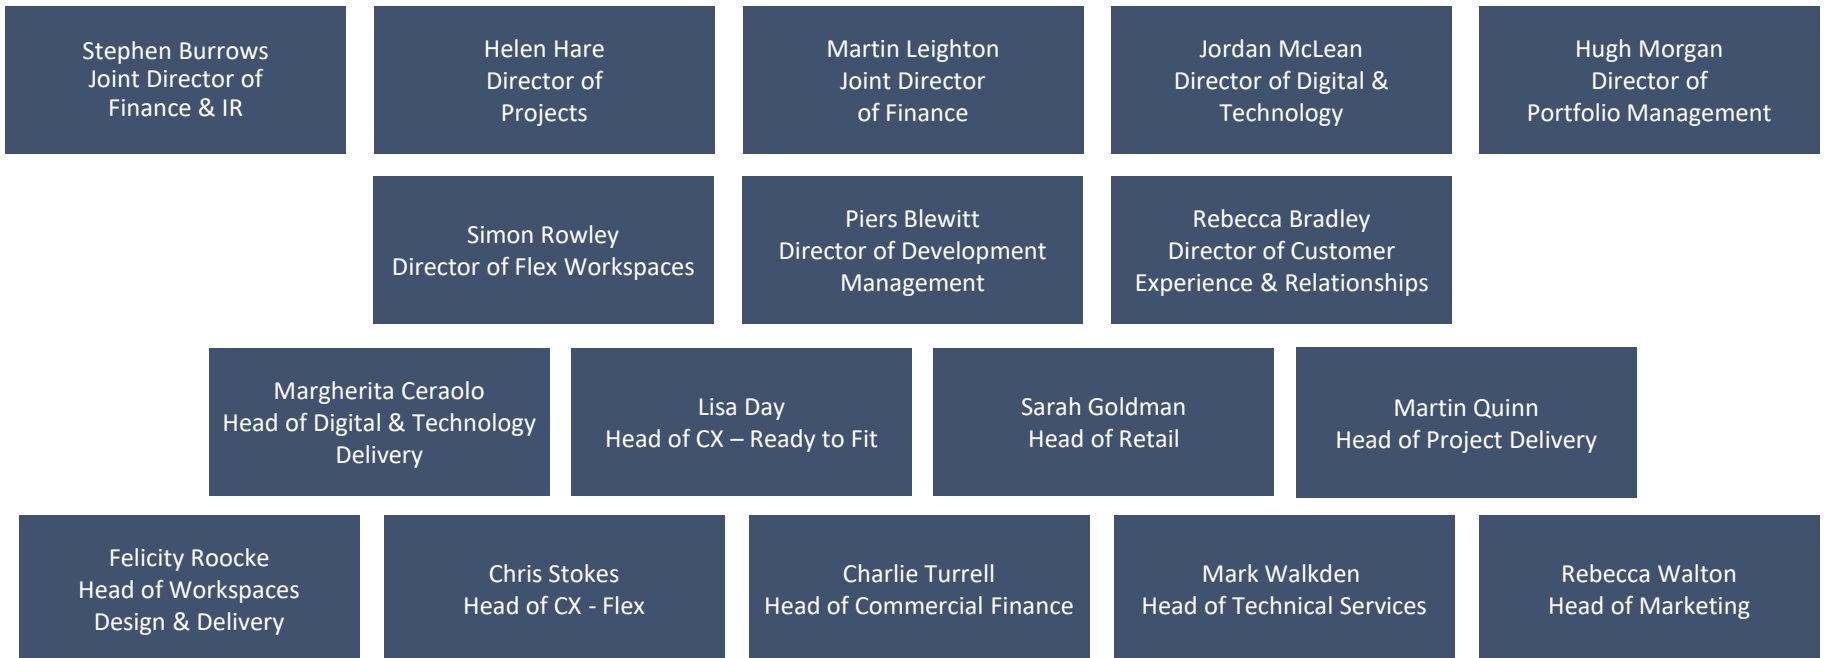 Stephen Burrows
Joint Director of
Finance & IR
Helen Hare
Director of
Projects
Martin Leighton
Joint Director
of Finance
Jordan McLean
Director of Digital &
Technology
Hugh Morgan
Director of
Portfolio Management
Simon Rowley
Director of Flex Workspaces
Piers Blewitt
Director of Development
Management
Rebecca Bradley
Director of Customer
Experience & Relationships
Margherita Ceraolo
Head of Digital & Technology
Delivery
Lisa Day
Head of CX – Ready to Fit
Sarah Goldman
Head of Retail
Martin Quinn
Head of Project Delivery
Felicity Roocke
Head of Workspaces
Design & Delivery
Chris Stokes
Head of CX - Flex
Charlie Turrell
Head of Commercial Finance
Mark Walkden
Head of Technical Services
Rebecca Walton
Head of Marketing